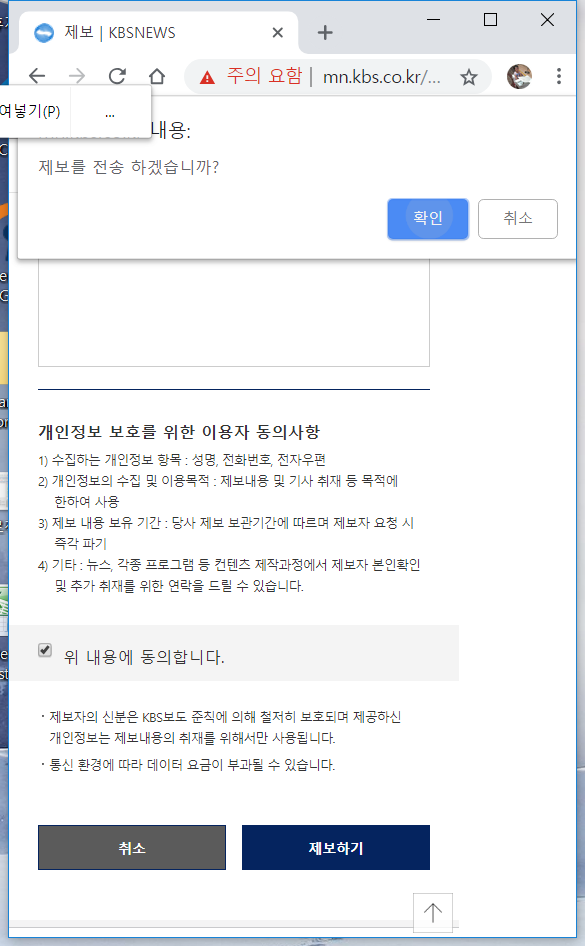 제보 | KBSNEWS
주의 요함 | mn.kbs.co.kr/...
여넣기(P)
...
내용:
제보를 전송 하겠습니까?
확인
취소
개인정보 보호를 위한 이용자 동의사항
1) 수집하는 개인정보 항목 : 성명, 전화번호, 전자우편
2) 개인정보의 수집 및 이용목적 : 제보내용 및 기사 취재 등 목적에
한하여 사용
3) 제보 내용 보유 기간 : 당사 제보 보관기간에 따르며 제보자 요청 시
즉각 파기
4) 기타 : 뉴스, 각종 프로그램 등 컨텐츠 제작과정에서 제보자 본인확인
및 추가 취재를 위한 연락을 드릴 수 있습니다.
위 내용에 동의합니다.
· 제보자의 신분은 KBS보도 준칙에 의해 철저히 보호되며 제공하신
개인정보는 제보내용의 취재를 위해서만 사용됩니다.
· 통신 환경에 따라 데이터 요금이 부과될 수 있습니다.
취소
제보하기